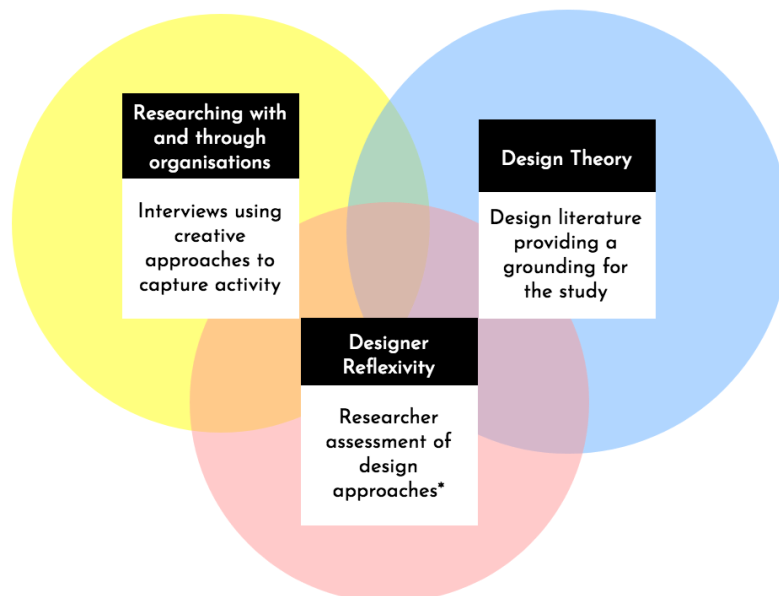 Researching with
and through
organisations
Interviews using
creative
approaches to
capture activity
Design Theory
Design literature
providing a
grounding for
the study
Designer
Reflexivity
Researcher
assessment of
design
approaches*